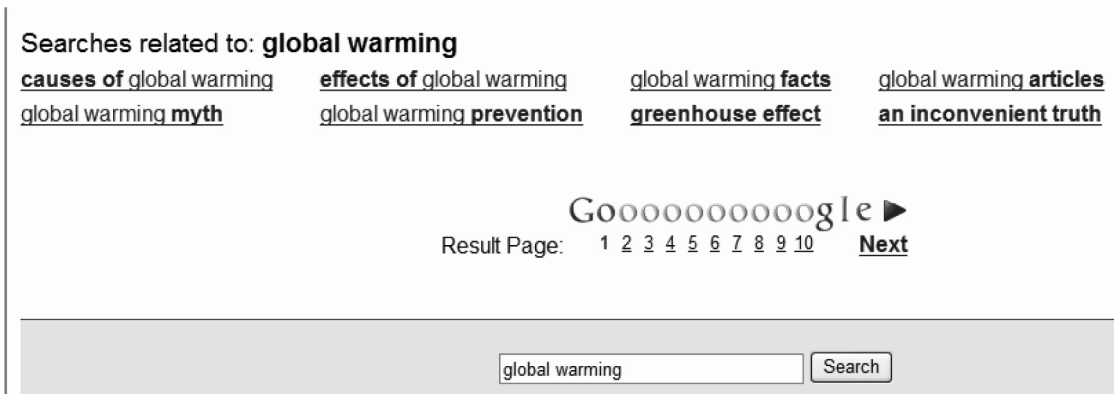 Searches related to: global warming
causes of global warming effects of global warming global warming facts global warming articles
global warming myth global warming prevention greenhouse effect an inconvenient truth
Goooooooooogle
Result Page: 1 2 3 4 5 6 7 8 9 10 Next
global warming Search